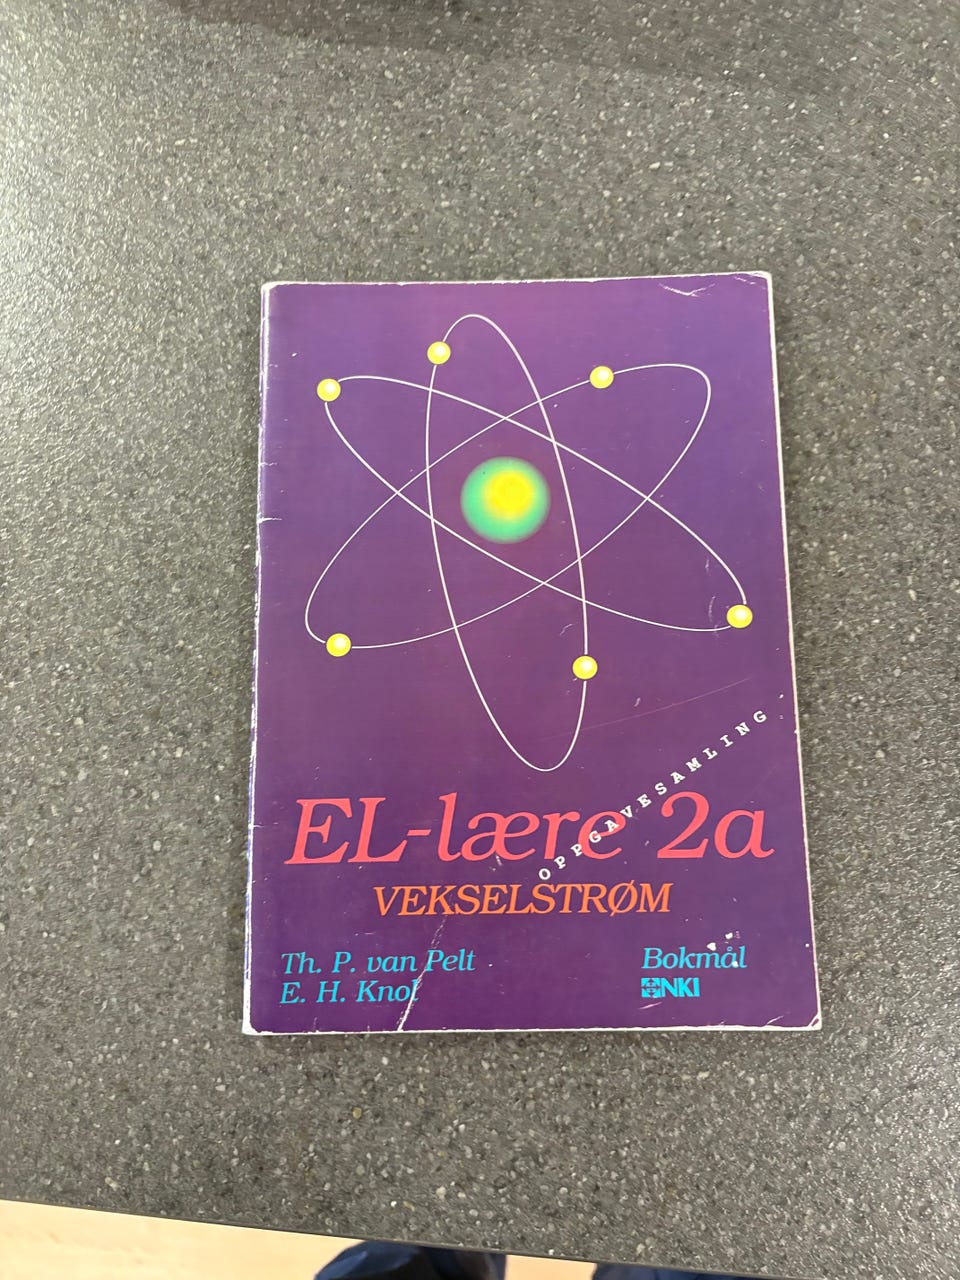 OPPGAVESAMLING
EL-lære 2a
VEKSELSTRØM
Th. P. van Pelt
E. H. Knol
Bokmål
NKI